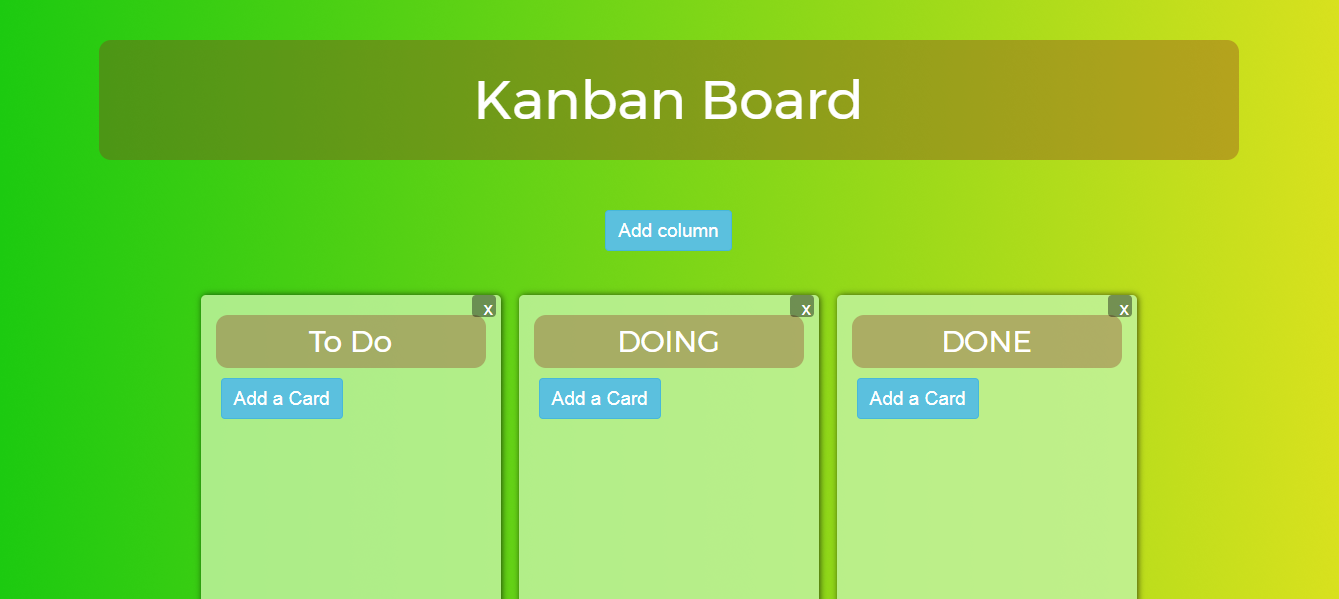 Kanban Board
Add column
x
To Do
Add a Card
x
DOING
Add a Card
x
DONE
Add a Card